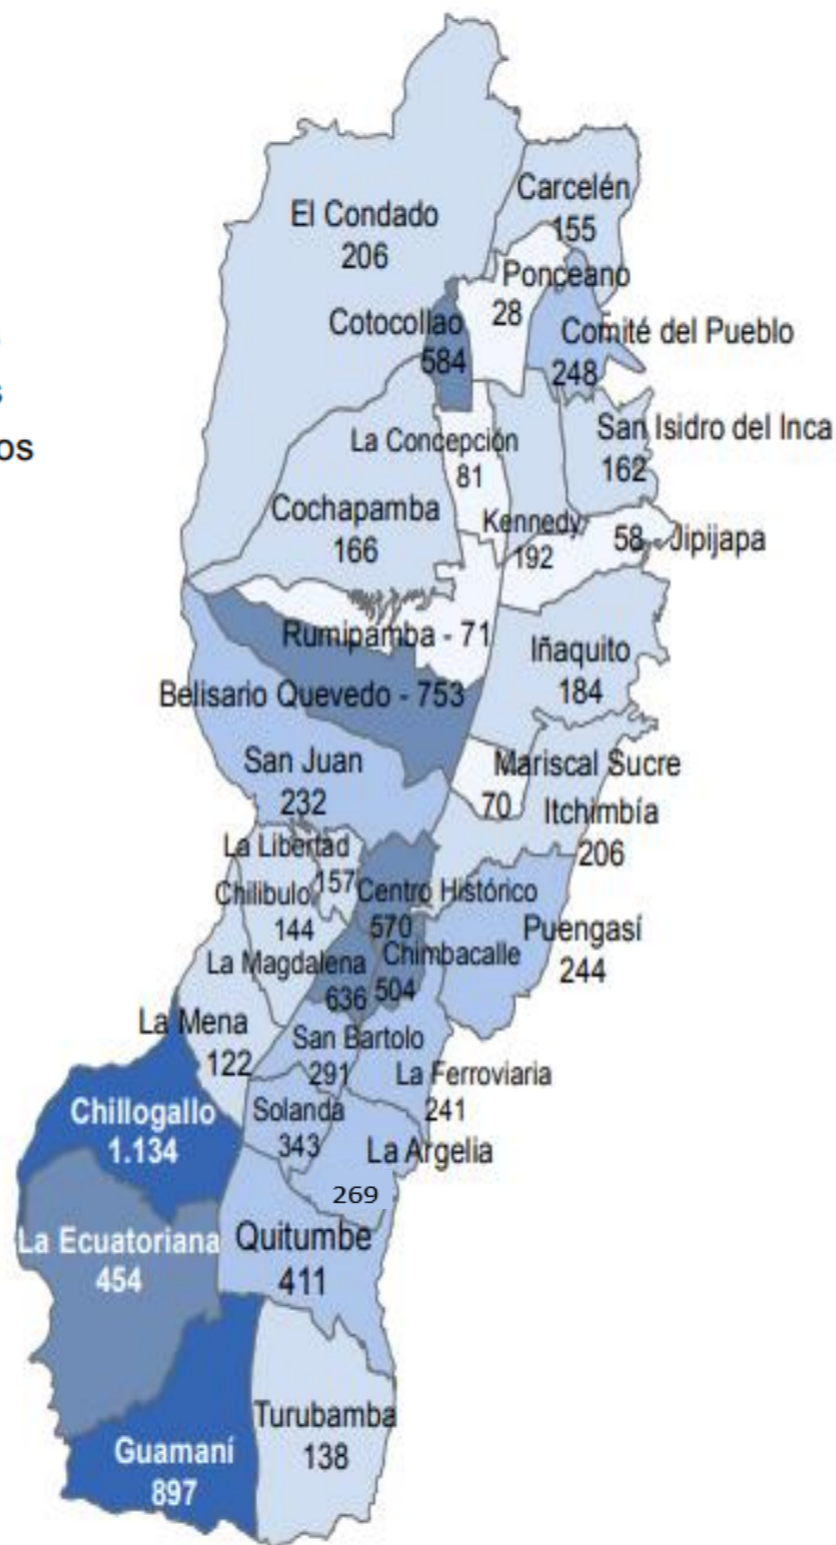 El Condado
206
Carcelén
155
Ponceano
28
Cotocollao
584
Comité del Pueblo
248
San Isidro del Inca
162
La Concepción
81
os
Cochapamba
166
Kennedy
192
58 - Jipijapa
Rumipamba - 71
Iñaquito
184
Belisario Quevedo - 753
San Juan
232
Mariscal Sucre
70
Itchimbía
206
La Libertad
157
Chilibulo
144
Centro Histórico
570
Puengasí
244
La Magdalena
636
Chimbacalle
504
La Mena
122
San Bartolo
291
La Ferroviaria
241
Chillogallo
1.134
Solanda
343
La Argelia
269
La Ecuatoriana
454
Quitumbe
411
Turubamba
138
Guamaní
897